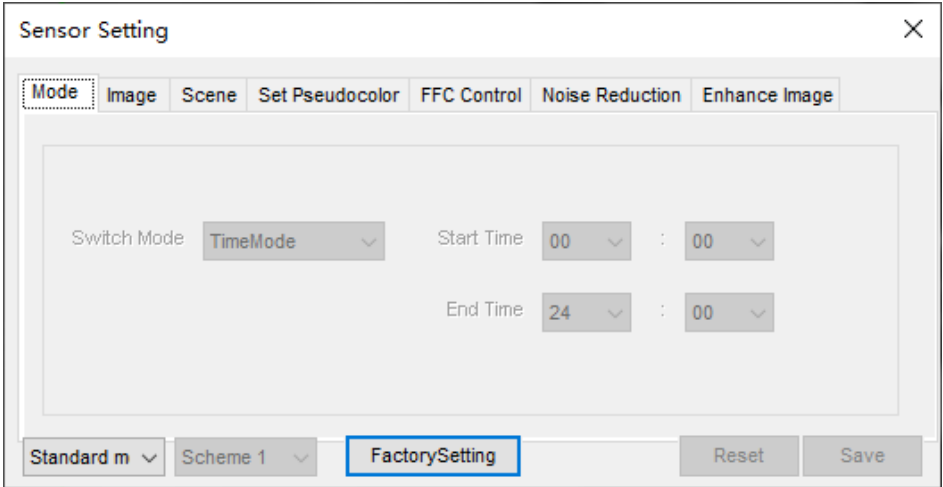 Sensor Setting
Mode Image Scene Set Pseudocolor FFC Control Noise Reduction Enhance Image
Switch Mode TimeMode Start Time 00 : 00
End Time 24 : 00
Standard m Scheme 1 FactorySetting Reset Save